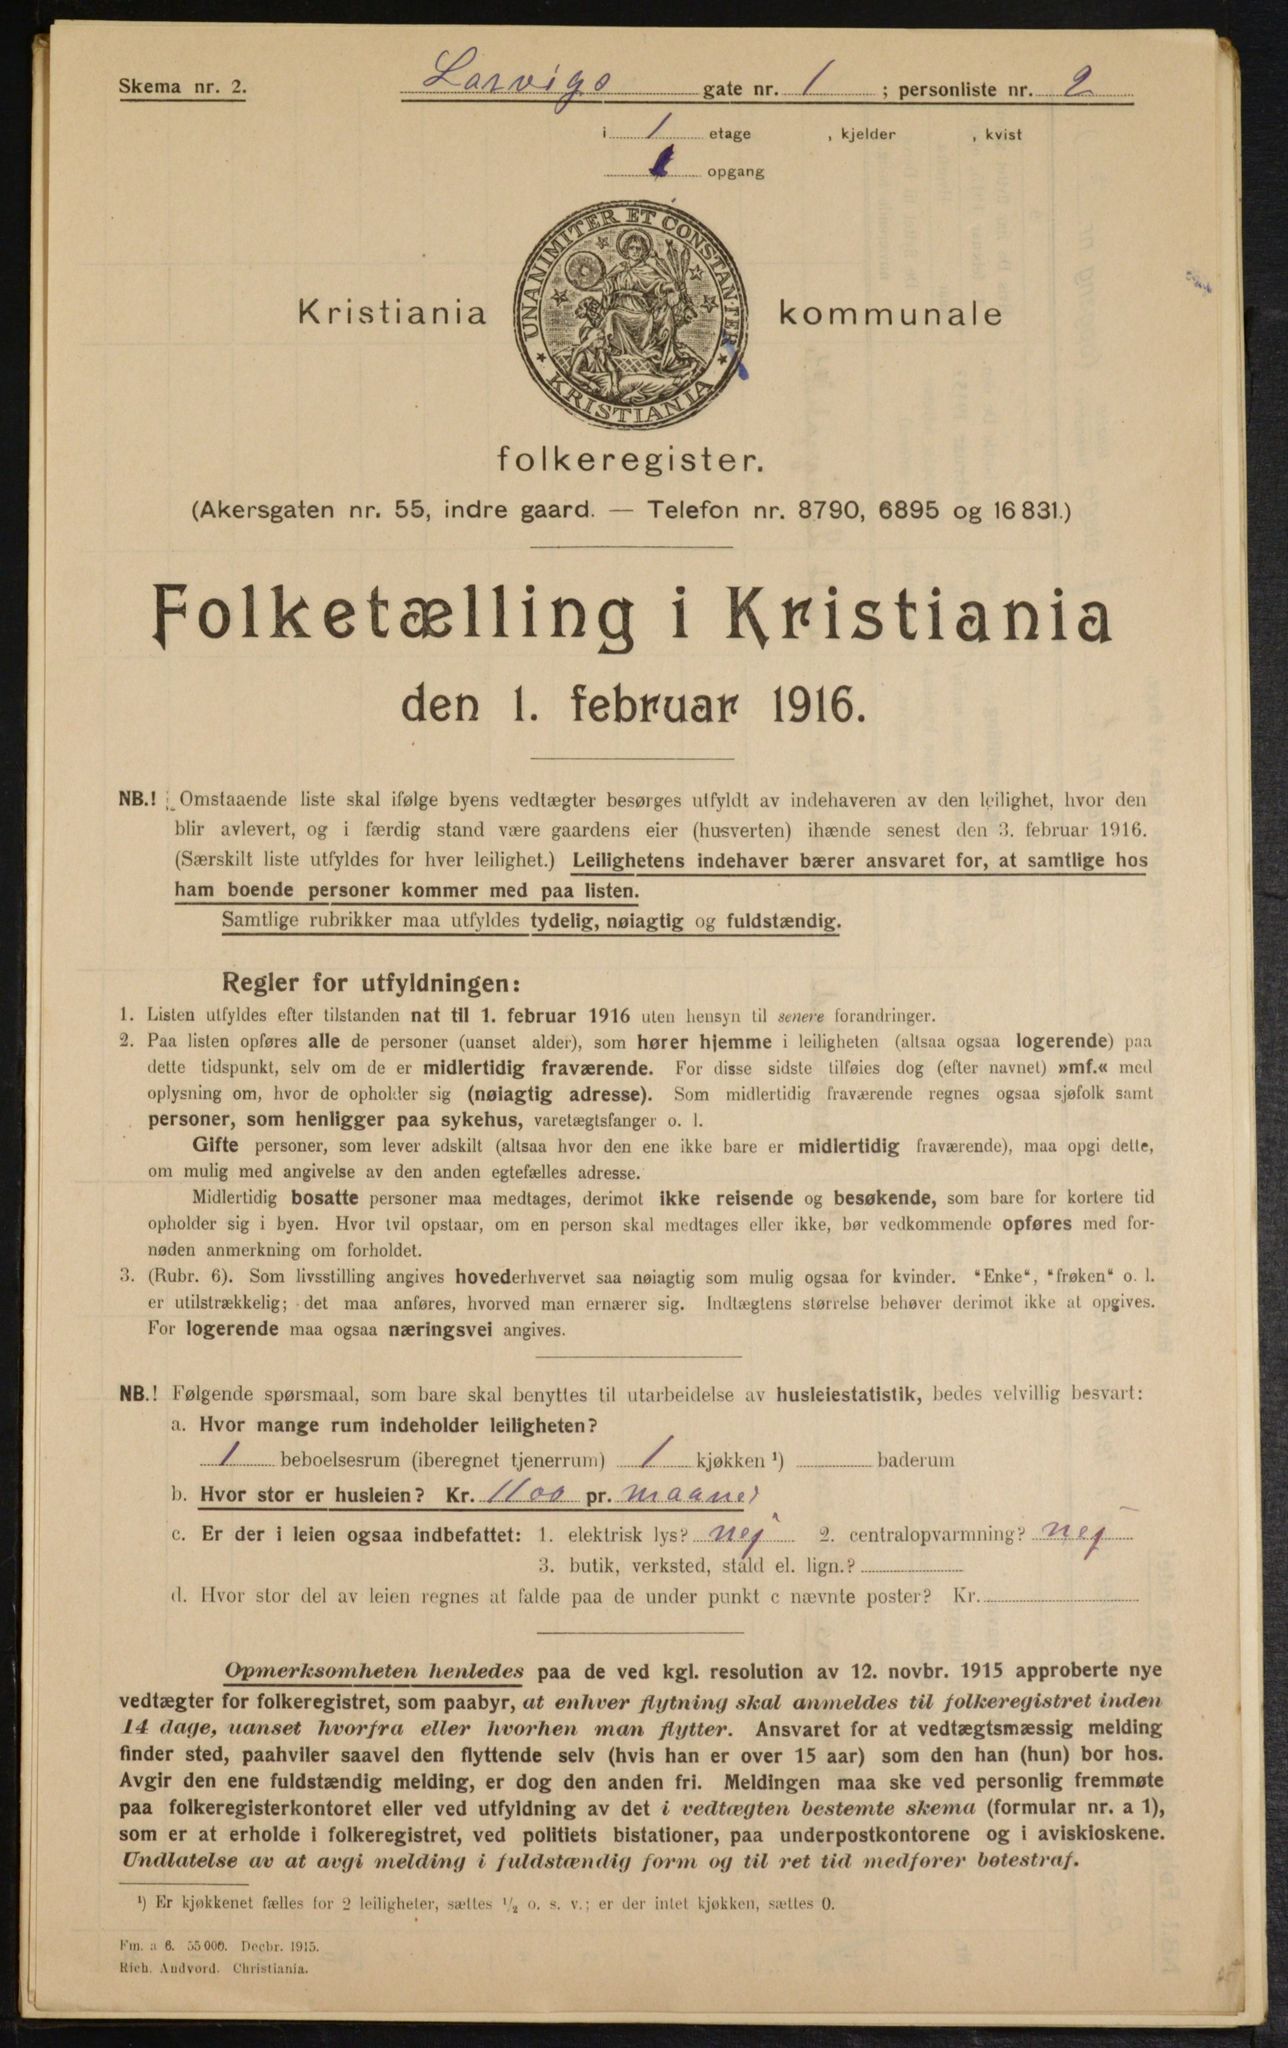 Skema nr. 2.
Larvigs gate nr. 1 ; personliste nr. 2
i 1 etage , kjelder , kvist
1 opgang
UNANIMITER ET CONSTANTER
KRISTIANIA
Kristiania kommunale
folkeregister.
(Akersgaten nr. 55, indre gaard. — Telefon nr. 8790, 6895 og 16 831.)
Folketælling i Kristiania
den 1. februar 1916.
NB.! Omstaaende liste skal ifølge byens vedtægter besørges utfyldt av indehaveren av den leilighet, hvor den
blir avlevert, og i færdig stand være gaardens eier (husverten) ihænde senest den 3. februar 1916.
(Særskilt liste utfyldes for hver leilighet.) Leilighetens indehaver bærer ansvaret for, at samtlige hos
ham boende personer kommer med paa listen.
Samtlige rubrikker maa utfyldes tydelig, nøiagtig og fuldstændig.
Regler for utfyldningen:
1. Listen utfyldes efter tilstanden nat til 1. februar 1916 uten hensyn til senere forandringer.
2. Paa listen opføres alle de personer (uanset alder), som hører hjemme i leiligheten (altsaa ogsaa logerende) paa
dette tidspunkt, selv om de er midlertidig fraværende. For disse sidste tilføies dog (efter navnet) »mf.« med
oplysning om, hvor de opholder sig (nøiagtig adresse). Som midlertidig fraværende regnes ogsaa sjøfolk samt
personer, som henligger paa sykehus, varetægtsfanger o. l.
Gifte personer, som lever adskilt (altsaa hvor den ene ikke bare er midlertidig fraværende), maa opgi dette,
om mulig med angivelse av den anden egtefælles adresse.
Midlertidig bosatte personer maa medtages, derimot ikke reisende og besøkende, som bare for kortere tid
opholder sig i byen. Hvor tvil opstaar, om en person skal medtages eller ikke, bør vedkommende opføres med for-
nøden anmerkning om forholdet.
3. (Rubr. 6). Som livsstilling angives hovederhvervet saa nøiagtig som mulig ogsaa for kvinder. "Enke", "frøken" o. l.
er utilstrækkelig; det maa anføres, hvorved man ernærer sig. Indtægtens størrelse behøver derimot ikke at opgives.
For logerende maa ogsaa næringsvei angives.
NB.! Følgende spørsmaal, som bare skal benyttes til utarbeidelse av husleiestatistik, bedes velvillig besvart:
a. Hvor mange rum indeholder leiligheten?
1 beboelsesrum (iberegnet tjenerrum) 1 kjøkken ¹) baderum
b. Hvor stor er husleien? Kr. 1100 pr. maaned
c. Er der i leien ogsaa indbefattet: 1. elektrisk lys? nej 2. centralopvarmning? nej
3. butik, verksted, stald el. lign.?
d. Hvor stor del av leien regnes at falde paa de under punkt c nævnte poster? Kr.
Opmerksomheten henledes paa de ved kgl. resolution av 12. novbr. 1915 approberte nye
vedtægter for folkeregistret, som paabyr, at enhver flytning skal anmeldes til folkeregistret inden
14 dage, uanset hvorfra eller hvorhen man flytter. Ansvaret for at vedtægtsmæssig melding
finder sted, paahviler saavel den flyttende selv (hvis han er over 15 aar) som den han (hun) bor hos.
Avgir den ene fuldstændig melding, er dog den anden fri. Meldingen maa ske ved personlig fremmøte
paa folkeregisterkontoret eller ved utfyldning av det i vedtægten bestemte skema (formular nr. a 1),
som er at erholde i folkeregistret, ved politiets bistationer, paa underpostkontorene og i aviskioskene.
Undlatelse av at avgi melding i fuldstændig form og til ret tid medfører bøtestraf.
¹) Er kjøkkenet fælles for 2 leiligheter, sættes ½ o. s. v.; er der intet kjøkken, sættes 0.
Fm. a 6. 55 000. Decbr. 1915.
Rich. Andvord. Christiania.